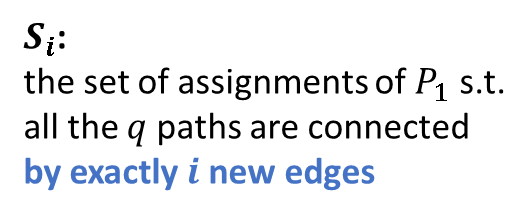 S_i:
the set of assignments of P_1 s.t.
all the q paths are connected
by exactly i new edges